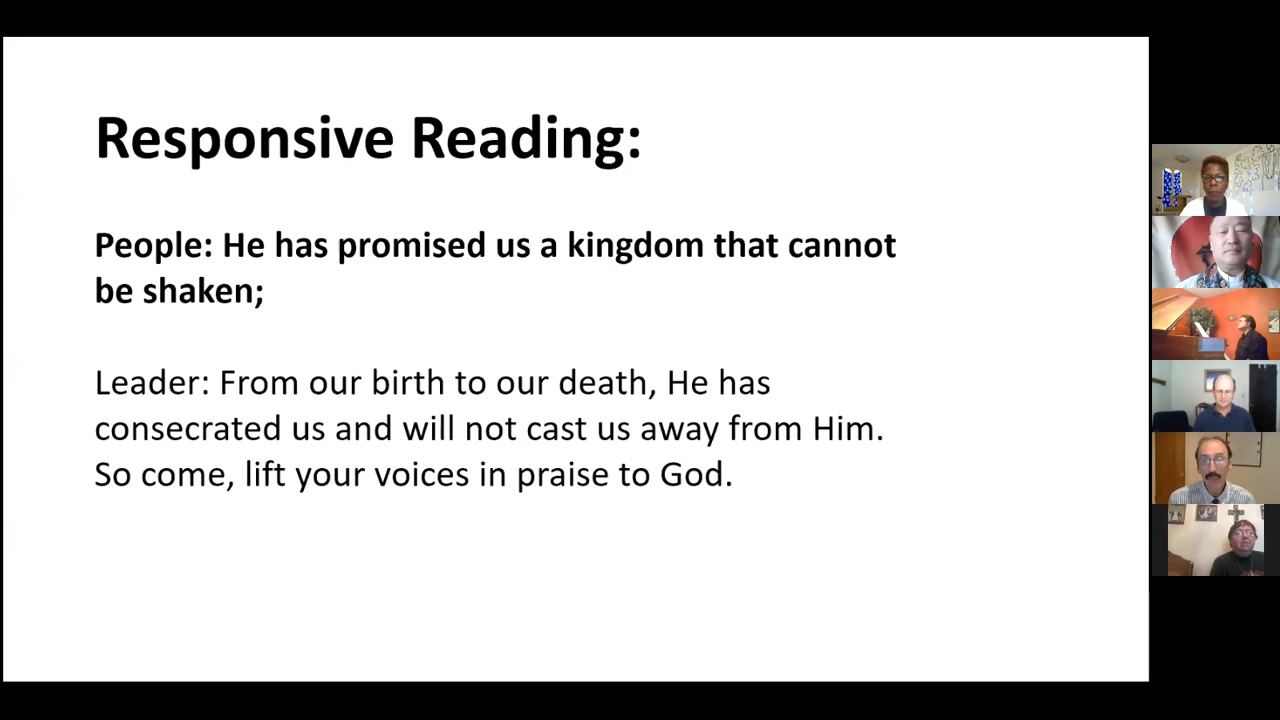 Responsive Reading:
People: He has promised us a kingdom that cannot
be shaken;
Leader: From our birth to our death, He has
consecrated us and will not cast us away from Him.
So come, lift your voices in praise to God.